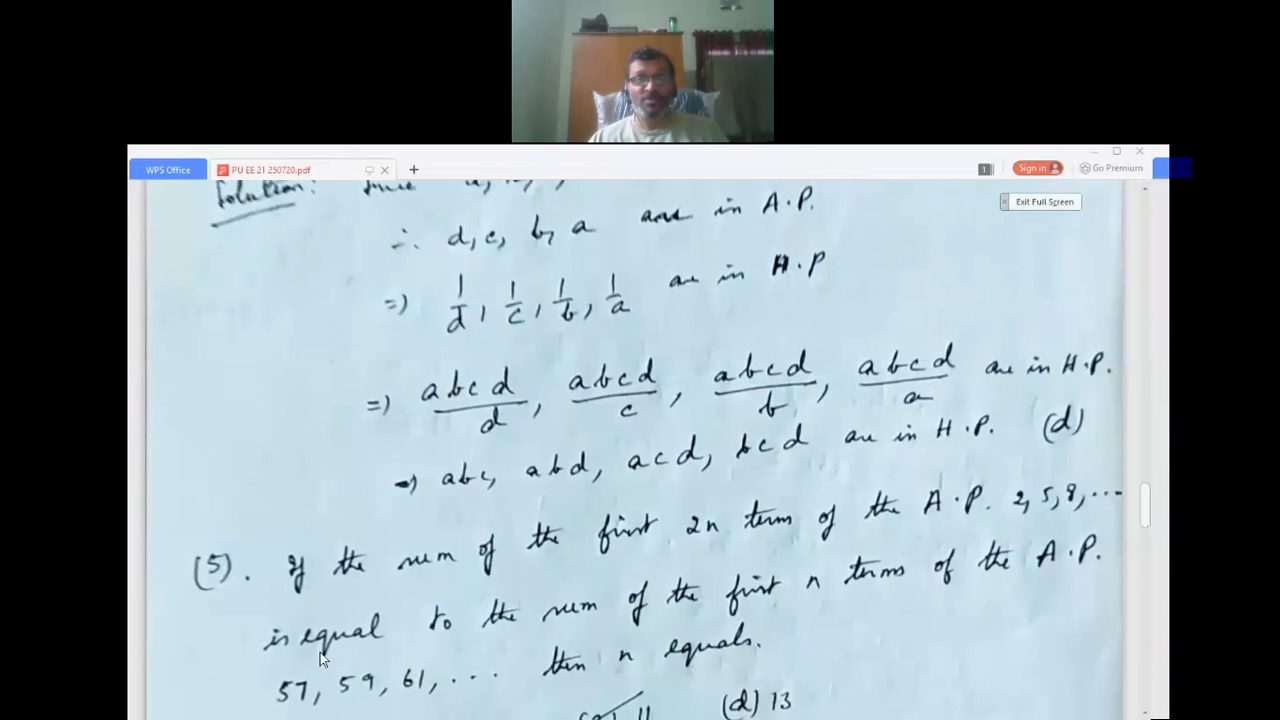 WPS Office
PU EE 21 250720.pdf
1
Sign in
Go Premium
Exit Full Screen
Solution:
∴ d, c, b, a are in A.P.
=) 1/d, 1/c, 1/b, 1/a are in H.P
=) abcd/d, abcd/c, abcd/b, abcd/a are in H.P.
=) abc, abd, acd, bcd are in H.P. (d)
(5). If the sum of the first 2n term of the A.P. 2, 5, 8, ...
is equal to the sum of the first n terms of the A.P.
57, 59, 61, ... then n equals.
11 (d) 13